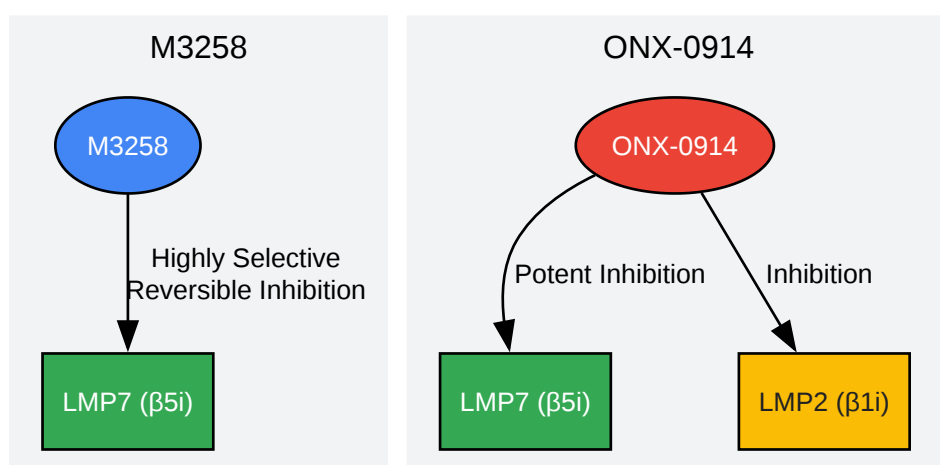 M3258
M3258
Highly Selective
Reversible Inhibition
LMP7 (β5i)
ONX-0914
ONX-0914
Potent Inhibition
Inhibition
LMP7 (β5i)
LMP2 (β1i)